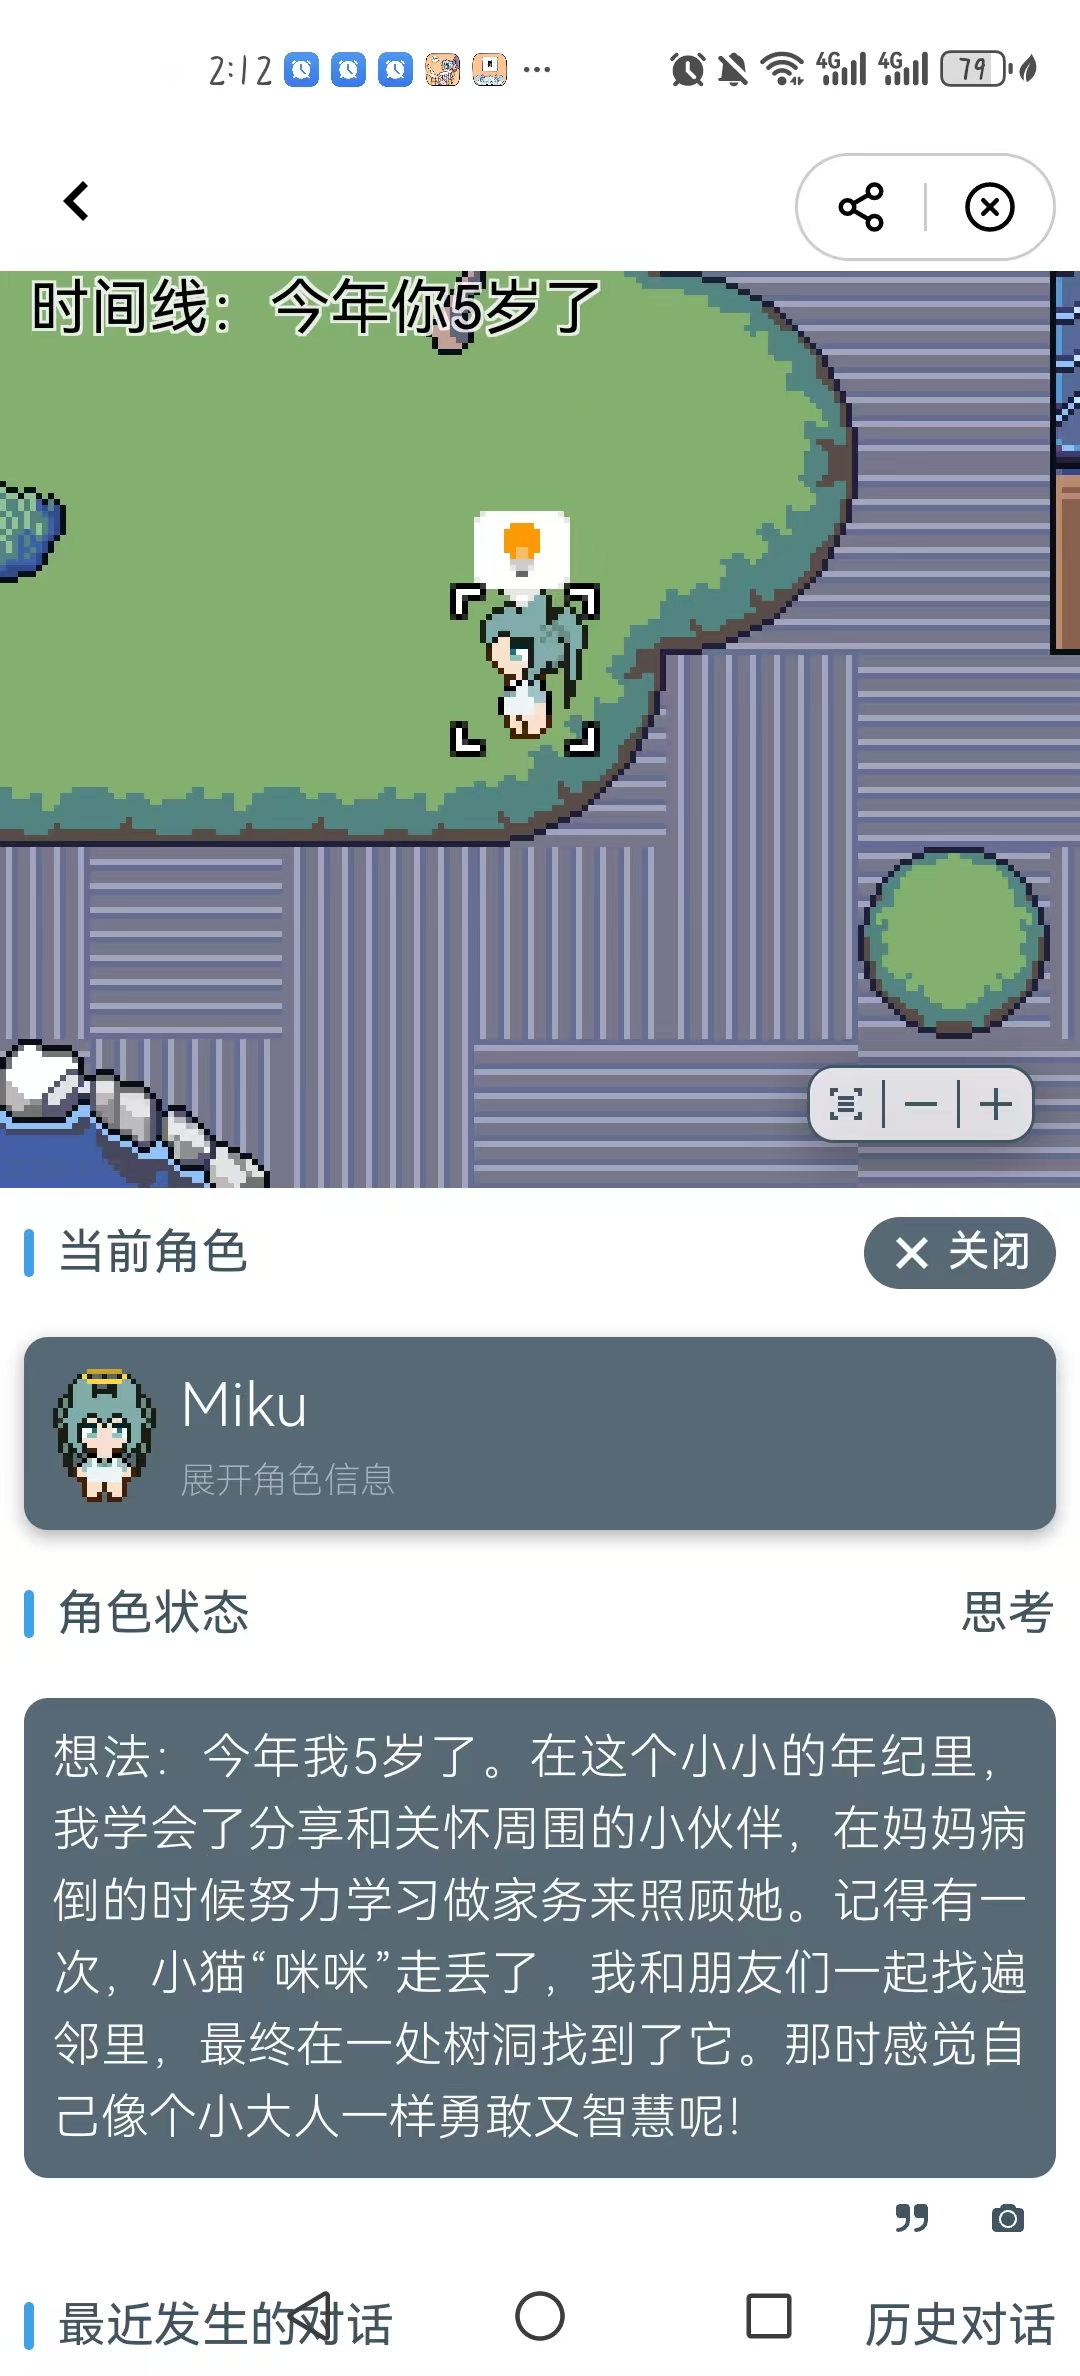 2:12
4G
4G
79
时间线：今年你5岁了
当前角色
关闭
Miku
展开角色信息
角色状态
思考
想法：今年我5岁了。在这个小小的年纪里，
我学会了分享和关怀周围的小伙伴，在妈妈病
倒的时候努力学习做家务来照顾她。记得有一
次，小猫“咪咪”走丢了，我和朋友们一起找遍
邻里，最终在一处树洞找到了它。那时感觉自
己像个小大人一样勇敢又智慧呢！
最近发生的对话
历史对话